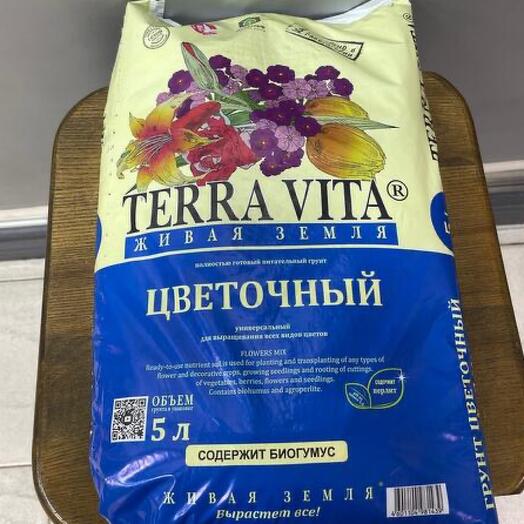 TERRA VITA®
ЖИВАЯ ЗЕМЛЯ
полностью готовый питательный грунт
ЦВЕТОЧНЫЙ
универсальный
для выращивания всех видов цветов
FLOWERS MIX
Ready-to-use nutrient soil is used for planting and transplanting of any types of
flower and decorative crops, growing seedlings and rooting of cuttings.
of vegetables, berries, flowers and seedlings.
Contains biohumus and agroperlite.
СОДЕРЖИТ
перлит
ОБЪЕМ
грунта в упаковке
5 л
СОДЕРЖИТ БИОГУМУС
ЖИВАЯ ЗЕМЛЯ®
Вырастет все!
4601104981439
ГРУНТ ЦВЕТОЧНЫЙ